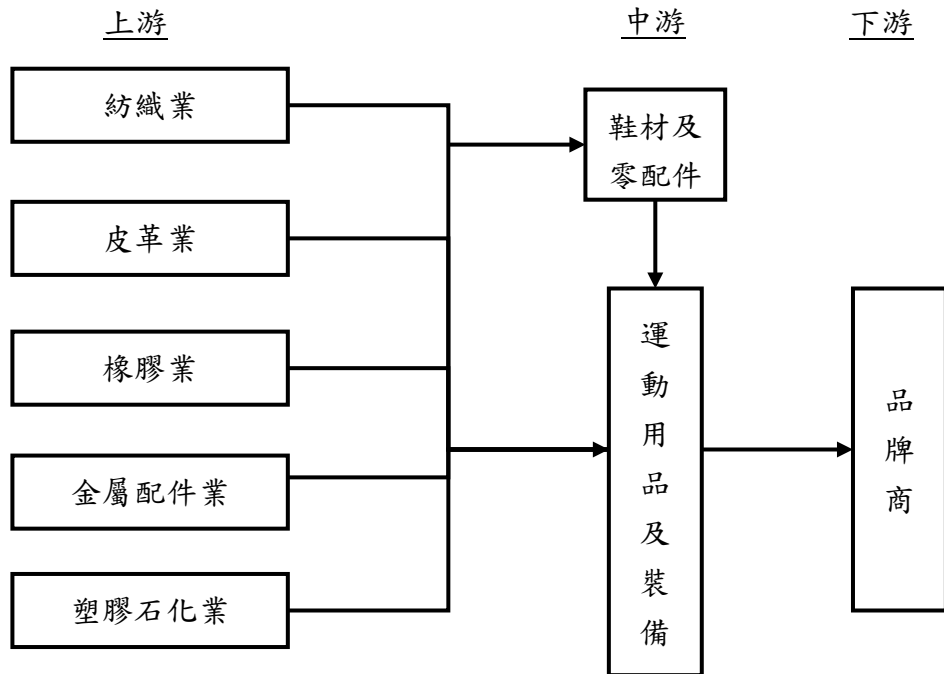 上游
中游
下游
紡織業
皮革業
橡膠業
金屬配件業
塑膠石化業
鞋材及
零配件
運動用品及裝備
品牌商